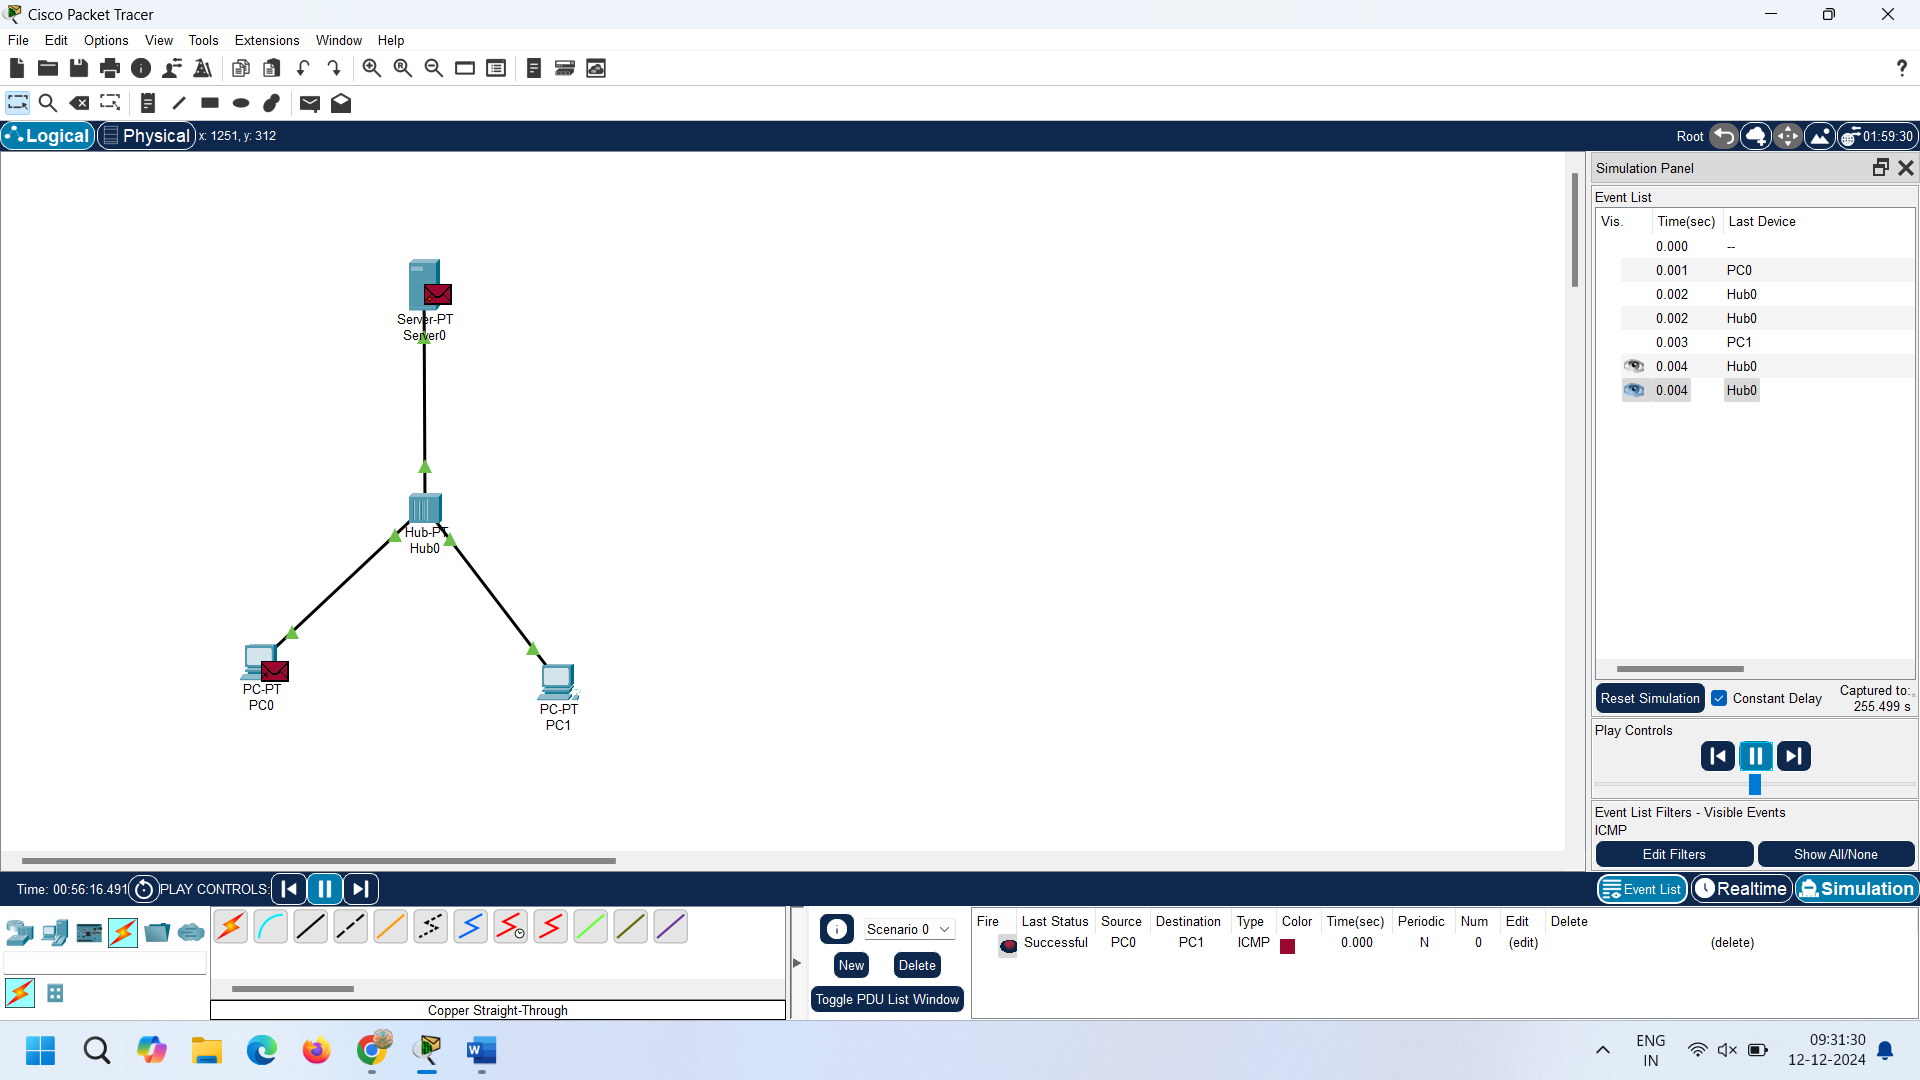 Cisco Packet Tracer
File Edit Options View Tools Extensions Window Help
?
Logical Physical x: 1251, y: 312
Root 01:59:30
Simulation Panel
Event List
Vis. Time(sec) Last Device
0.000 --
0.001 PC0
0.002 Hub0
0.002 Hub0
0.003 PC1
0.004 Hub0
0.004 Hub0
Server-PT
Server0
Hub-PT
Hub0
PC-PT
PC0
PC-PT
PC1
Reset Simulation Constant Delay Captured to:
255.499 s
Play Controls
Event List Filters - Visible Events
ICMP
Edit Filters Show All/None
Time: 00:56:16.491 PLAY CONTROLS:
Event List Realtime Simulation
Scenario 0
New Delete
Toggle PDU List Window
Fire Last Status Source Destination Type Color Time(sec) Periodic Num Edit Delete
Successful PC0 PC1 ICMP 0.000 N 0 (edit) (delete)
Copper Straight-Through
ENG
IN
09:31:30
12-12-2024